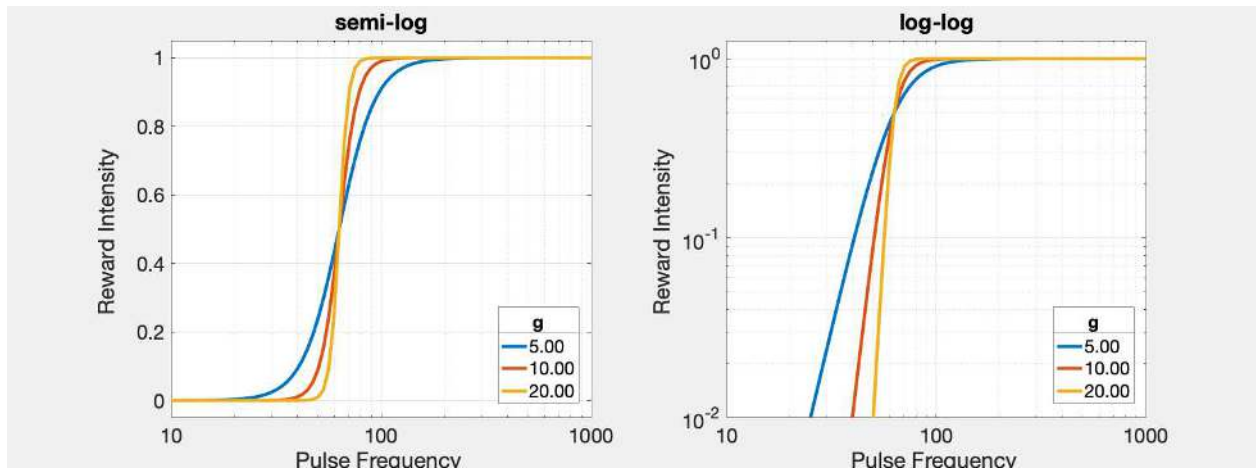 semi-log
1
0.8
0.6
0.4
0.2
0
Reward Intensity
10
100
1000
Pulse Frequency
g
5.00
10.00
20.00
log-log
10⁰
10⁻¹
10⁻²
Reward Intensity
10
100
1000
Pulse Frequency
g
5.00
10.00
20.00